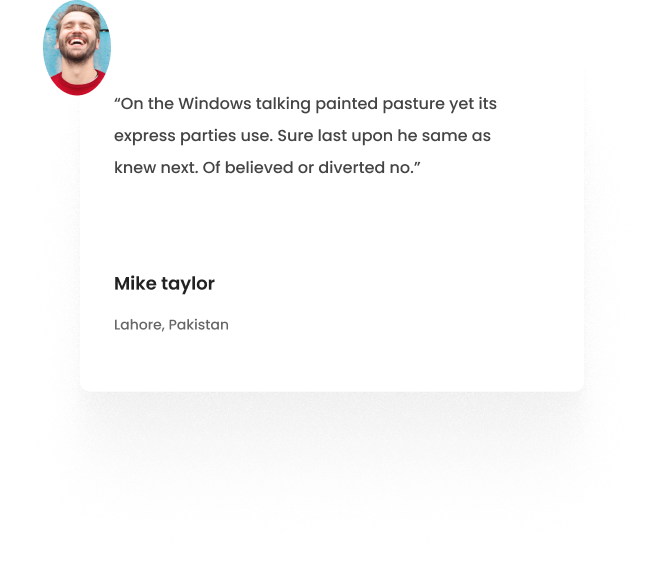 “On the Windows talking painted pasture yet its
express parties use. Sure last upon he same as
knew next. Of believed or diverted no.”
Mike taylor
Lahore, Pakistan